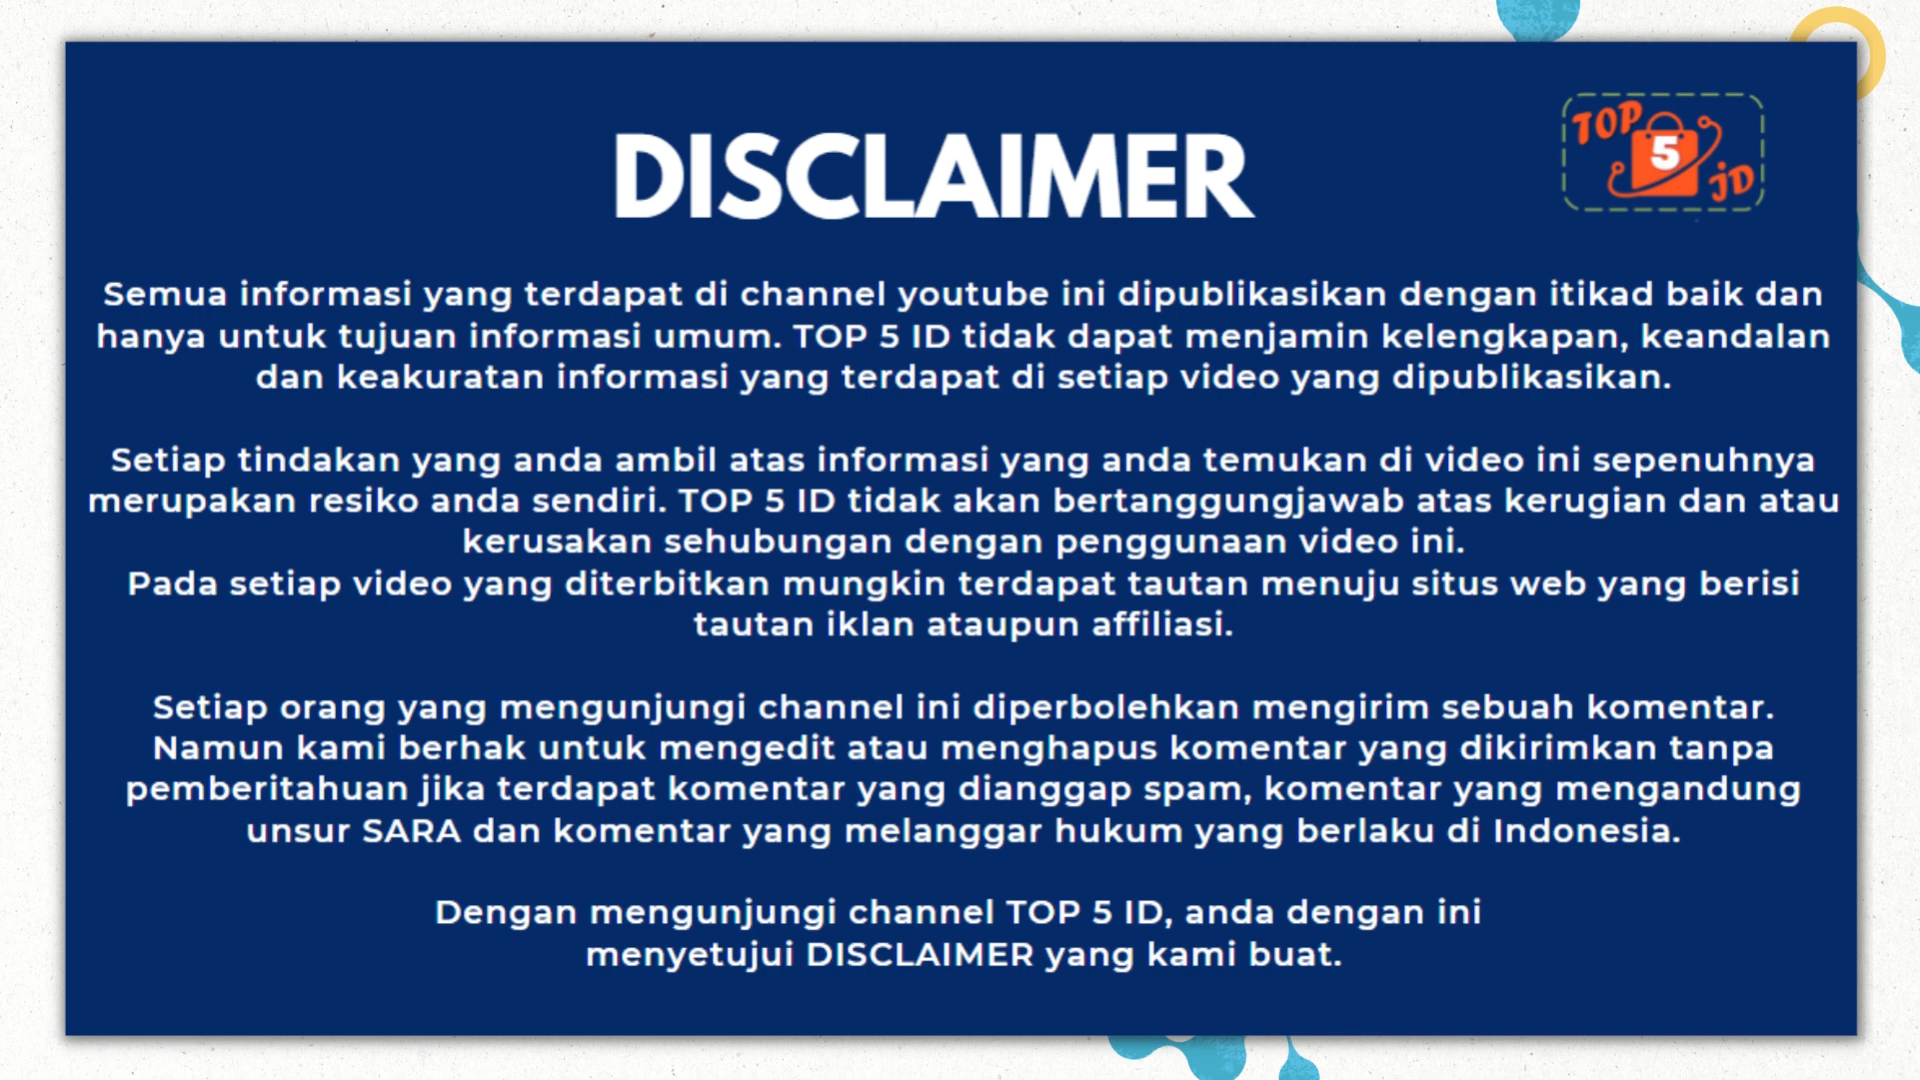 DISCLAIMER
TOP
5
iD
Semua informasi yang terdapat di channel youtube ini dipublikasikan dengan itikad baik dan
hanya untuk tujuan informasi umum. TOP 5 ID tidak dapat menjamin kelengkapan, keandalan
dan keakuratan informasi yang terdapat di setiap video yang dipublikasikan.
Setiap tindakan yang anda ambil atas informasi yang anda temukan di video ini sepenuhnya
merupakan resiko anda sendiri. TOP 5 ID tidak akan bertanggungjawab atas kerugian dan atau
kerusakan sehubungan dengan penggunaan video ini.
Pada setiap video yang diterbitkan mungkin terdapat tautan menuju situs web yang berisi
tautan iklan ataupun affiliasi.
Setiap orang yang mengunjungi channel ini diperbolehkan mengirim sebuah komentar.
Namun kami berhak untuk mengedit atau menghapus komentar yang dikirimkan tanpa
pemberitahuan jika terdapat komentar yang dianggap spam, komentar yang mengandung
unsur SARA dan komentar yang melanggar hukum yang berlaku di Indonesia.
Dengan mengunjungi channel TOP 5 ID, anda dengan ini
menyetujui DISCLAIMER yang kami buat.